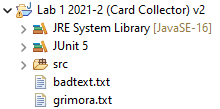 Lab 1 2021-2 (Card Collector) v2
JRE System Library [JavaSE-16]
JUnit 5
src
badtext.txt
grimora.txt